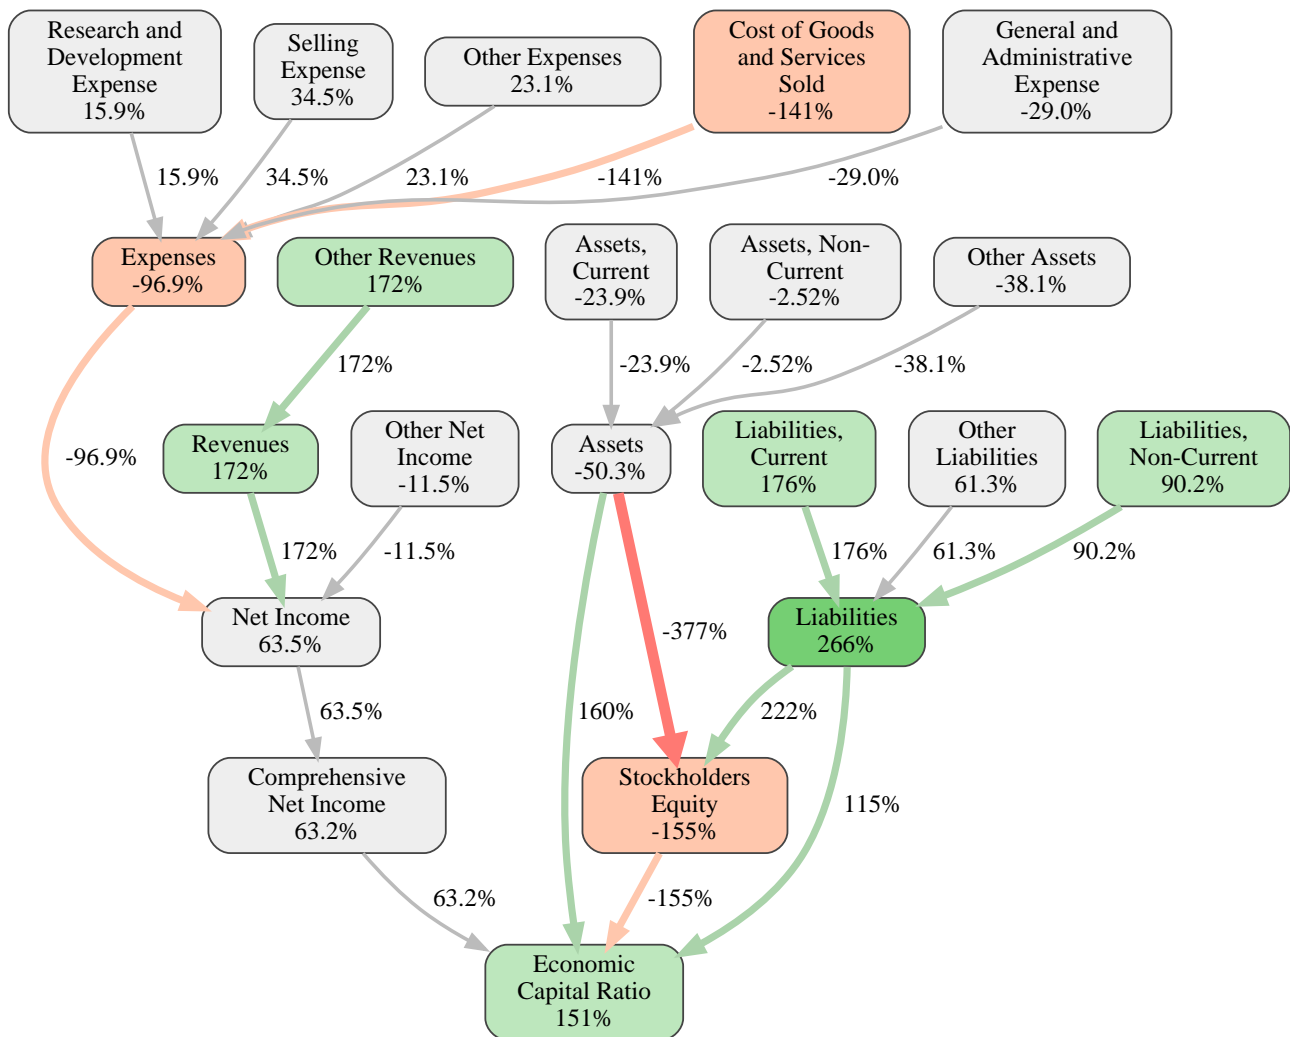 Research and
Development
Expense
15.9%
Selling
Expense
34.5%
Other Expenses
23.1%
Cost of Goods
and Services
Sold
-141%
General and
Administrative
Expense
-29.0%
15.9%
34.5%
23.1%
-141%
-29.0%
Expenses
-96.9%
Other Revenues
172%
Assets,
Current
-23.9%
Assets, Non-
Current
-2.52%
Other Assets
-38.1%
172%
-23.9%
-2.52%
-38.1%
-96.9%
Revenues
172%
Other Net
Income
-11.5%
Assets
-50.3%
Liabilities,
Current
176%
Other
Liabilities
61.3%
Liabilities,
Non-Current
90.2%
172%
-11.5%
176%
61.3%
90.2%
Net Income
63.5%
-377%
Liabilities
266%
63.5%
160%
222%
Comprehensive
Net Income
63.2%
Stockholders
Equity
-155%
115%
63.2%
-155%
Economic
Capital Ratio
151%